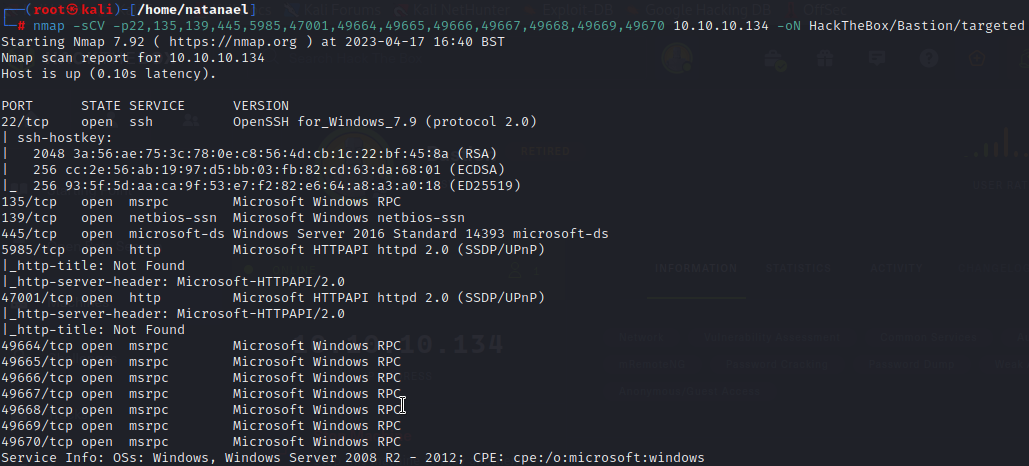 (root㉿kali)-[/home/natanael]
# nmap -sCV -p22,135,139,445,5985,47001,49664,49665,49666,49667,49668,49669,49670 10.10.10.134 -oN HackTheBox/Bastion/targeted
Starting Nmap 7.92 ( https://nmap.org ) at 2023-04-17 16:40 BST
Nmap scan report for 10.10.10.134
Host is up (0.10s latency).
PORT      STATE SERVICE      VERSION
22/tcp    open  ssh          OpenSSH for_Windows_7.9 (protocol 2.0)
| ssh-hostkey:
|   2048 3a:56:ae:75:3c:78:0e:c8:56:4d:cb:1c:22:bf:45:8a (RSA)
|   256 cc:2e:56:ab:19:97:d5:bb:03:fb:82:cd:63:da:68:01 (ECDSA)
|_  256 93:5f:5d:aa:ca:9f:53:e7:f2:82:e6:64:a8:a3:a0:18 (ED25519)
135/tcp   open  msrpc        Microsoft Windows RPC
139/tcp   open  netbios-ssn  Microsoft Windows netbios-ssn
445/tcp   open  microsoft-ds Windows Server 2016 Standard 14393 microsoft-ds
5985/tcp  open  http         Microsoft HTTPAPI httpd 2.0 (SSDP/UPnP)
|_http-title: Not Found
|_http-server-header: Microsoft-HTTPAPI/2.0
47001/tcp open  http         Microsoft HTTPAPI httpd 2.0 (SSDP/UPnP)
|_http-server-header: Microsoft-HTTPAPI/2.0
|_http-title: Not Found
49664/tcp open  msrpc        Microsoft Windows RPC
49665/tcp open  msrpc        Microsoft Windows RPC
49666/tcp open  msrpc        Microsoft Windows RPC
49667/tcp open  msrpc        Microsoft Windows RPC
49668/tcp open  msrpc        Microsoft Windows RPC
49669/tcp open  msrpc        Microsoft Windows RPC
49670/tcp open  msrpc        Microsoft Windows RPC
Service Info: OSs: Windows, Windows Server 2008 R2 - 2012; CPE: cpe:/o:microsoft:windows
RETIRED
INFORMATION
STATISTICS
ACTIVITY
10.10.10.134